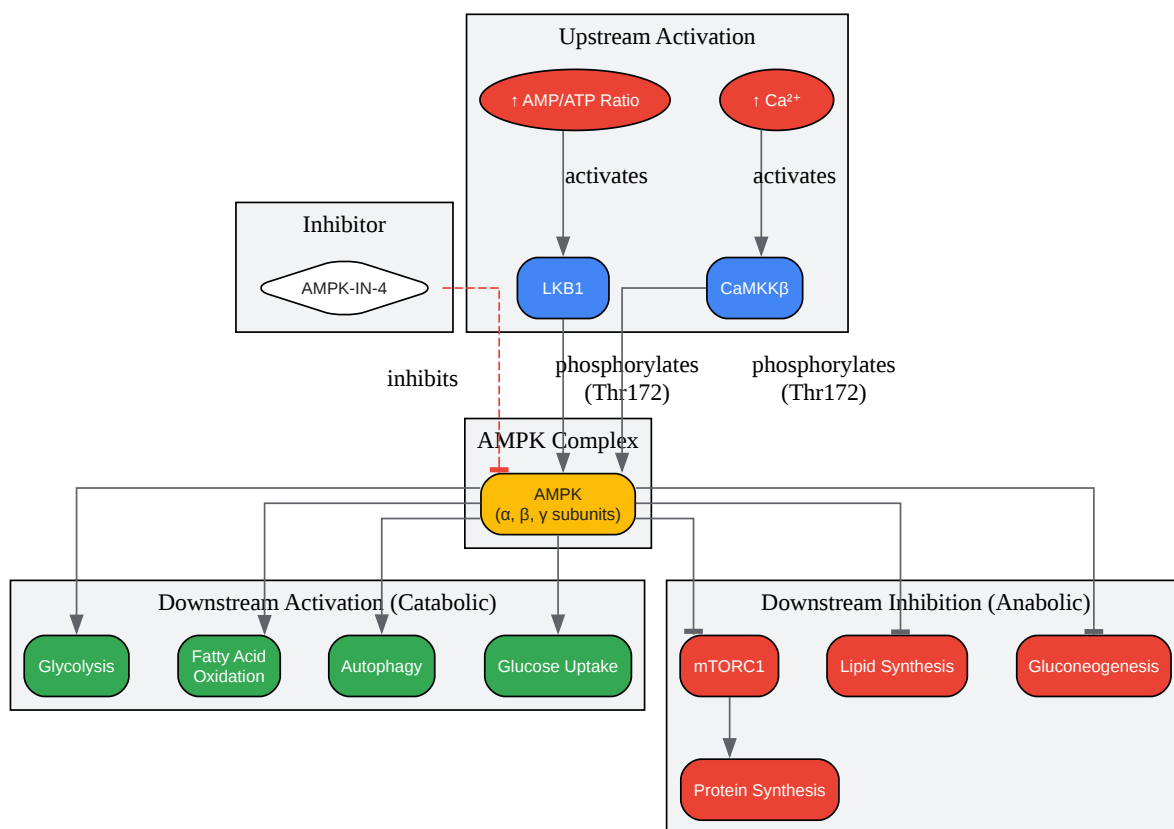 Upstream Activation
↑ AMP/ATP Ratio
↑ Ca²⁺
activates
activates
Inhibitor
AMPK-IN-4
LKB1
CaMKKβ
inhibits
phosphorylates
(Thr172)
phosphorylates
(Thr172)
AMPK Complex
AMPK
(α, β, γ subunits)
Downstream Activation (Catabolic)
Glycolysis
Fatty Acid
Oxidation
Autophagy
Glucose Uptake
Downstream Inhibition (Anabolic)
mTORC1
Lipid Synthesis
Gluconeogenesis
Protein Synthesis